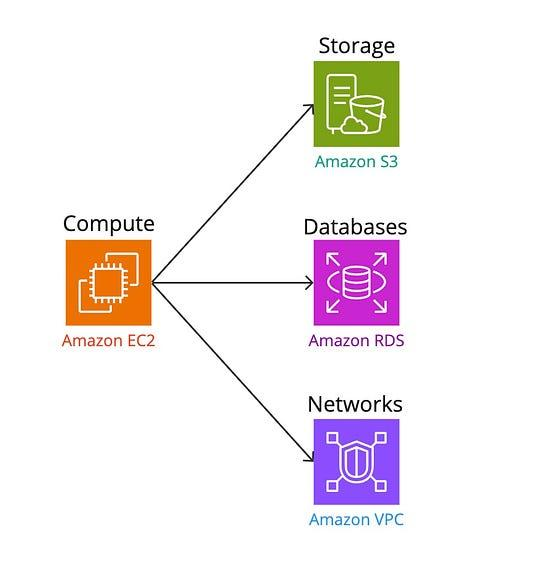 Storage
Amazon S3
Compute
Amazon EC2
Databases
Amazon RDS
Networks
Amazon VPC